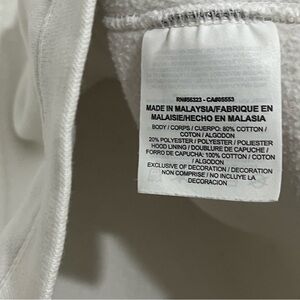 RN#56323 - CA#05553
MADE IN MALAYSIA/FABRIQUE EN
MALAISIE/HECHO EN MALASIA
BODY / CORPS / CUERPO: 80% COTTON /
COTON / ALGODON
20% POLYESTER / POLYESTER / POLIESTER
HOOD LINING / DOUBLURE DE CAPUCHE /
FORRO DE CAPUCHA: 100% COTTON / COTON
/ ALGODON
EXCLUSIVE OF DECORATION / DECORATION
NON COMPRISE / NO INCLUYE LA
DECORACION